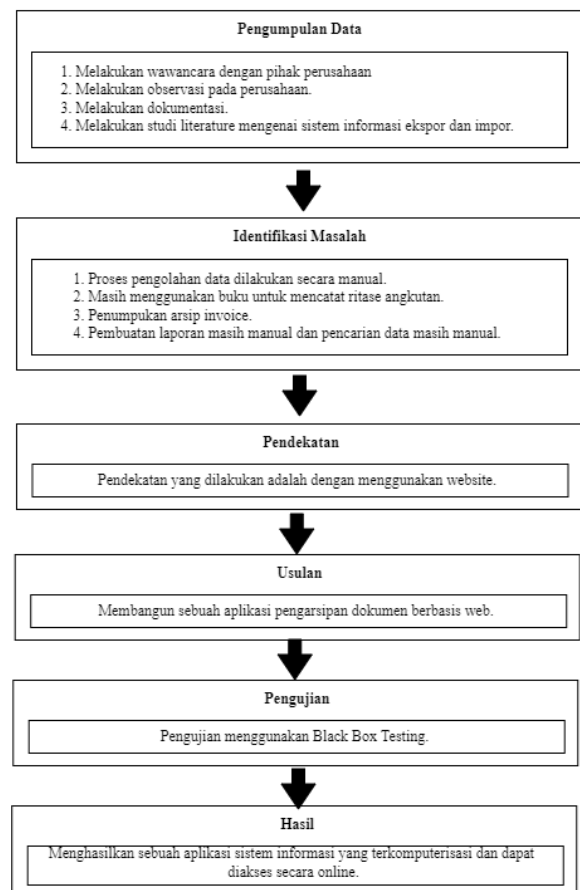 Pengumpulan Data
1. Melakukan wawancara dengan pihak perusahaan
2. Melakukan observasi pada perusahaan.
3. Melakukan dokumentasi.
4. Melakukan studi literature mengenai sistem informasi ekspor dan impor.
Identifikasi Masalah
1. Proses pengolahan data dilakukan secara manual.
2. Masih menggunakan buku untuk mencatat ritase angkutan.
3. Penumpukan arsip invoice.
4. Pembuatan laporan masih manual dan pencarian data masih manual.
Pendekatan
Pendekatan yang dilakukan adalah dengan menggunakan website.
Usulan
Membangun sebuah aplikasi pengarsipan dokumen berbasis web.
Pengujian
Pengujian menggunakan Black Box Testing.
Hasil
Menghasilkan sebuah aplikasi sistem informasi yang terkomputerisasi dan dapat
diakses secara online.